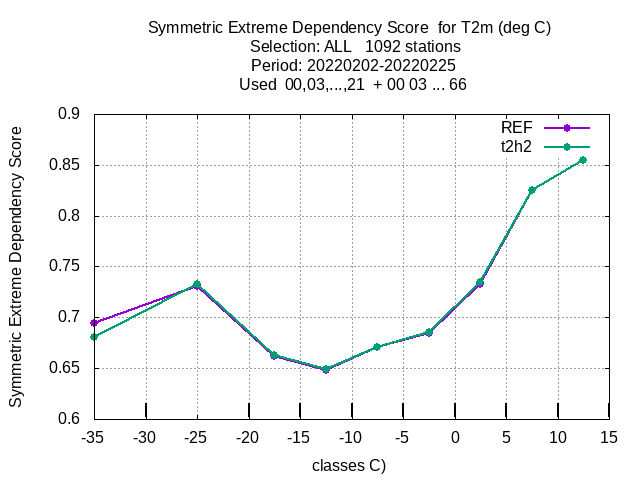 Symmetric Extreme Dependency Score  for T2m (deg C)
Selection: ALL   1092 stations
Period: 20220202-20220225
Used  00,03,...,21  + 00 03 ... 66
REF
t2h2
Symmetric Extreme Dependency Score
0.9
0.85
0.8
0.75
0.7
0.65
0.6
-35 -30 -25 -20 -15 -10 -5 0 5 10 15
classes C)